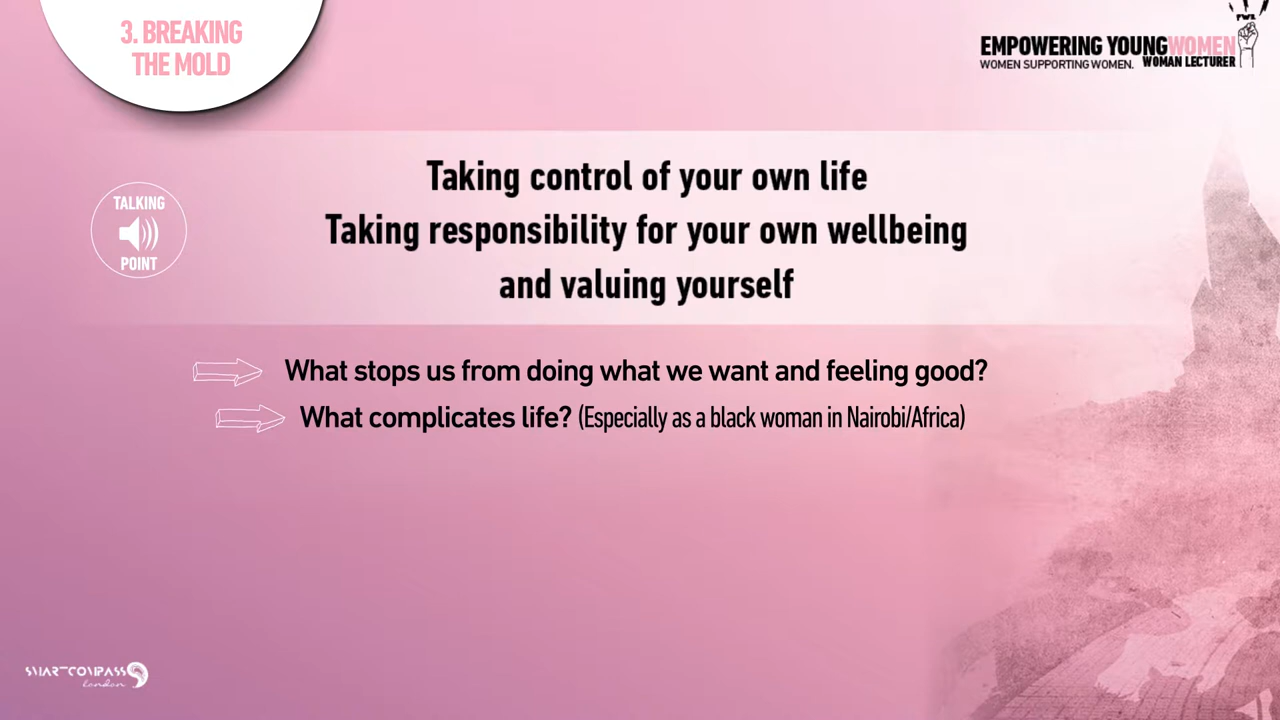 3. BREAKING
THE MOLD
EMPOWERING YOUNGWOMEN
WOMEN SUPPORTING WOMEN. WOMAN LECTURER
Taking control of your own life
Taking responsibility for your own wellbeing
and valuing yourself
TALKING
POINT
What stops us from doing what we want and feeling good?
What complicates life? (Especially as a black woman in Nairobi/Africa)
SMARTCOMPASS
london